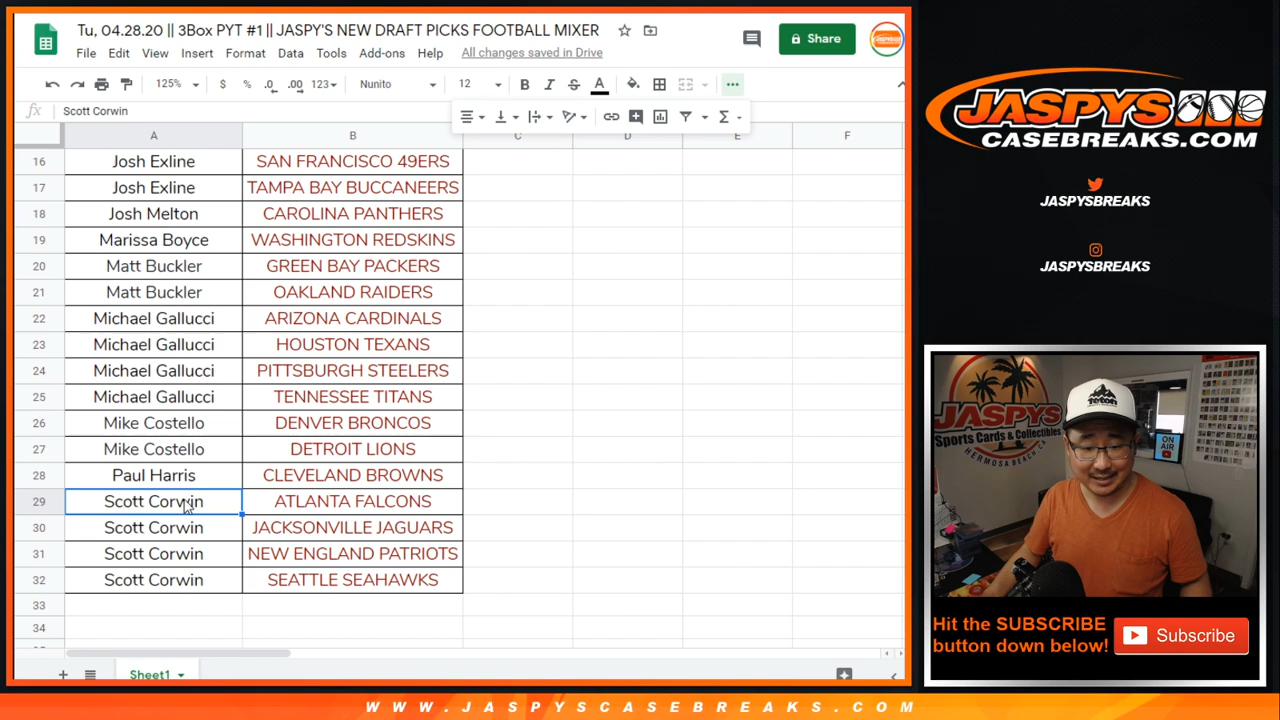 Tu, 04.28.20 || 3Box PYT #1 || JASPY'S NEW DRAFT PICKS FOOTBALL MIXER
File Edit View Insert Format Data Tools Add-ons Help All changes saved in Drive
Share
125% $ % .0 .00 123 Nunito 12 B I S A
fx Scott Corwin
A B C D E F
16 Josh Exline SAN FRANCISCO 49ERS
17 Josh Exline TAMPA BAY BUCCANEERS
18 Josh Melton CAROLINA PANTHERS
19 Marissa Boyce WASHINGTON REDSKINS
20 Matt Buckler GREEN BAY PACKERS
21 Matt Buckler OAKLAND RAIDERS
22 Michael Gallucci ARIZONA CARDINALS
23 Michael Gallucci HOUSTON TEXANS
24 Michael Gallucci PITTSBURGH STEELERS
25 Michael Gallucci TENNESSEE TITANS
26 Mike Costello DENVER BRONCOS
27 Mike Costello DETROIT LIONS
28 Paul Harris CLEVELAND BROWNS
29 Scott Corwin ATLANTA FALCONS
30 Scott Corwin JACKSONVILLE JAGUARS
31 Scott Corwin NEW ENGLAND PATRIOTS
32 Scott Corwin SEATTLE SEAHAWKS
33
34
Sheet1
JASPYS
CASEBREAKS.COM
JASPYSBREAKS
JASPYSBREAKS
JASPYS
Sports Cards & Collectibles
HERMOSA BEACH
teton
ON AIR
Hit the SUBSCRIBE
button down below!
Subscribe
WWW.JASPYSCASEBREAKS.COM